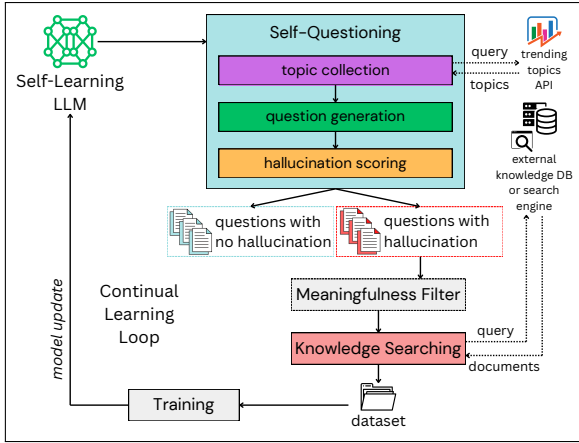 Self-Learning
LLM
Self-Questioning
topic collection
question generation
hallucination scoring
query
topics
trending
topics
API
external
knowledge DB
or search
engine
questions with
no hallucination
questions with
hallucination
Meaningfulness Filter
Knowledge Searching
query
documents
Continual
Learning
Loop
model update
Training
dataset